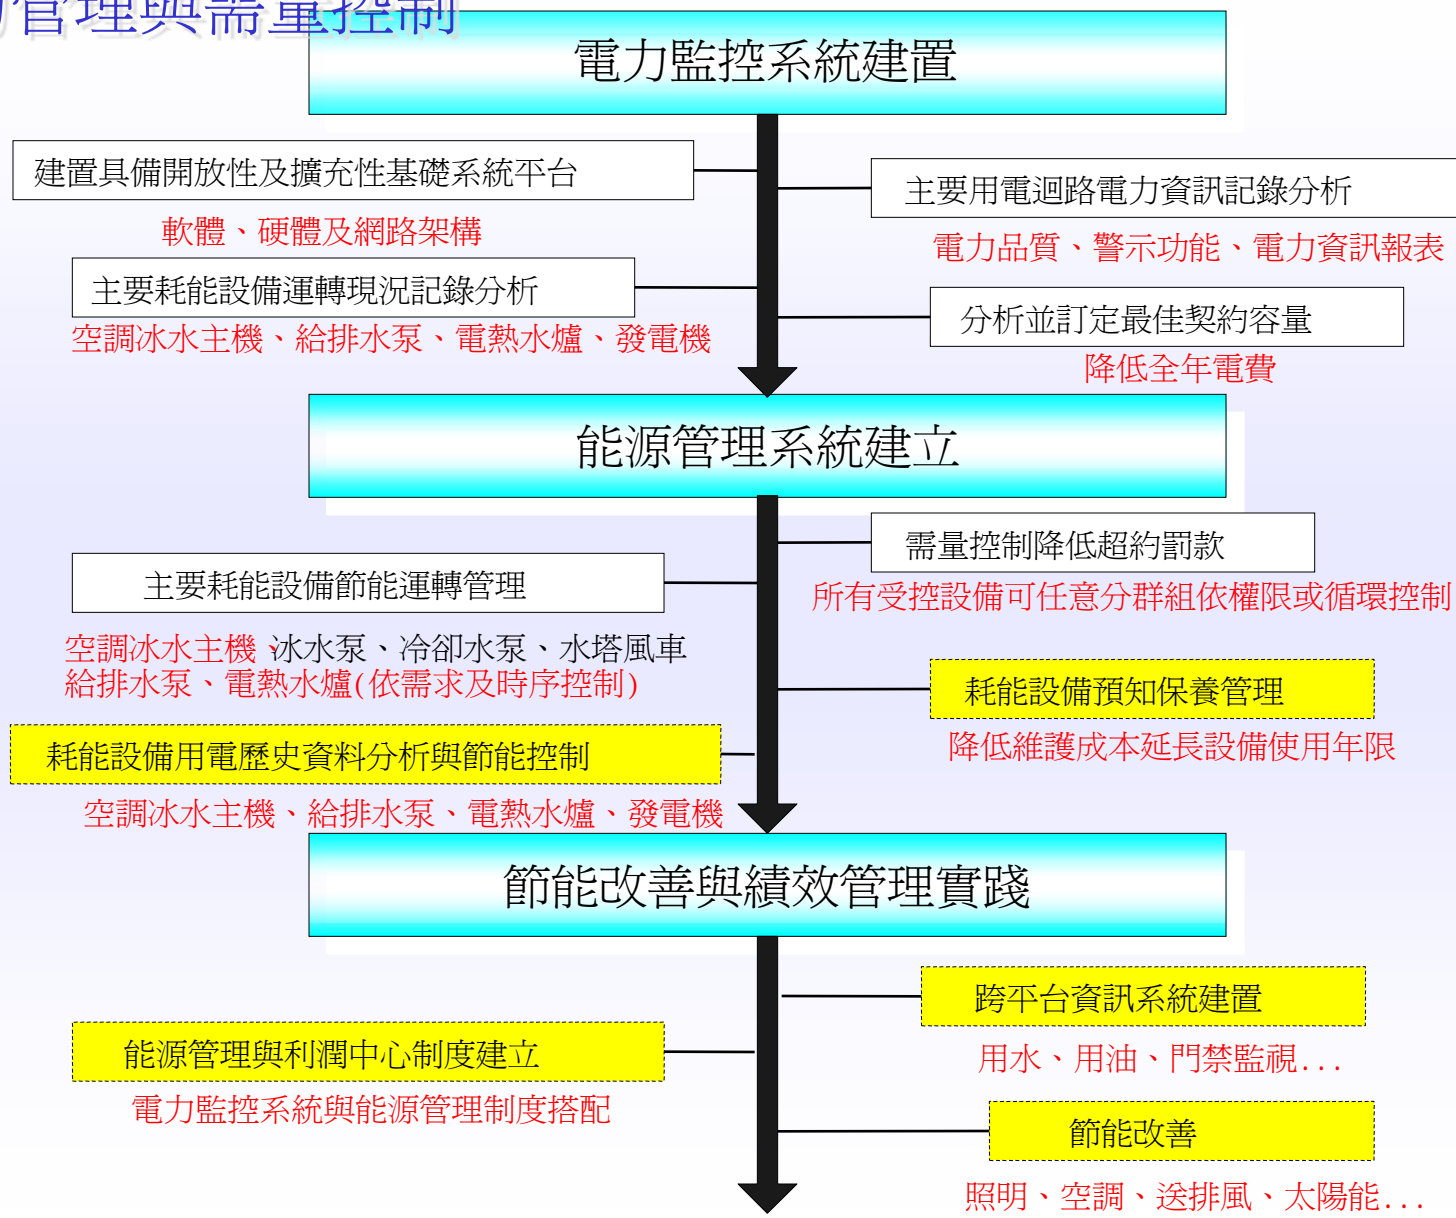 管理與需量控制
電力監控系統建置
建置具備開放性及擴充性基礎系統平台
主要用電迴路電力資訊記錄分析
軟體、硬體及網路架構
電力品質、警示功能、電力資訊報表
主要耗能設備運轉現況記錄分析
分析並訂定最佳契約容量
空調冰水主機、給排水泵、電熱水爐、發電機
降低全年電費
能源管理系統建立
需量控制降低超約罰款
主要耗能設備節能運轉管理
所有受控設備可任意分群組依權限或循環控制
空調冰水主機、冰水泵、冷卻水泵、水塔風車
給排水泵、電熱水爐(依需求及時序控制)
耗能設備預知保養管理
耗能設備用電歷史資料分析與節能控制
降低維護成本延長設備使用年限
空調冰水主機、給排水泵、電熱水爐、發電機
節能改善與績效管理實踐
跨平台資訊系統建置
能源管理與利潤中心制度建立
用水、用油、門禁監視...
電力監控系統與能源管理制度搭配
節能改善
照明、空調、送排風、太陽能...